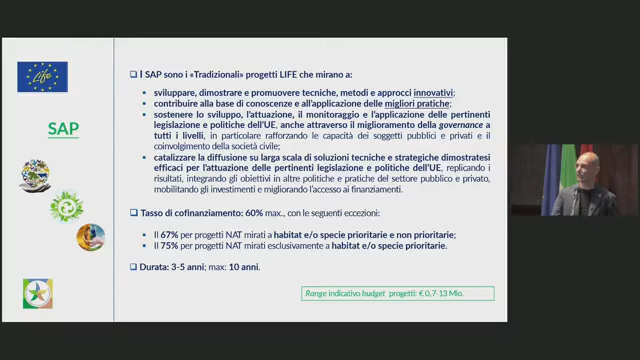 Life
SAP
I SAP sono i «Tradizionali» progetti LIFE che mirano a:
sviluppare, dimostrare e promuovere tecniche, metodi e approcci innovativi;
contribuire alla base di conoscenze e all'applicazione delle migliori pratiche;
sostenere lo sviluppo, l'attuazione, il monitoraggio e l'applicazione delle pertinenti
legislazione e politiche dell'UE, anche attraverso il miglioramento della governance a
tutti i livelli, in particolare rafforzando le capacità dei soggetti pubblici e privati e il
coinvolgimento della società civile;
catalizzare la diffusione su larga scala di soluzioni tecniche e strategiche dimostratesi
efficaci per l'attuazione delle pertinenti legislazione e politiche dell'UE, replicando i
risultati, integrando gli obiettivi in altre politiche e pratiche del settore pubblico e privato,
mobilitando gli investimenti e migliorando l'accesso ai finanziamenti.
Tasso di cofinanziamento: 60% max., con le seguenti eccezioni:
Il 67% per progetti NAT mirati a habitat e/o specie prioritarie e non prioritarie;
Il 75% per progetti NAT mirati esclusivamente a habitat e/o specie prioritarie.
Durata: 3-5 anni; max: 10 anni.
Range indicativo budget progetti: € 0,7-13 Mio.